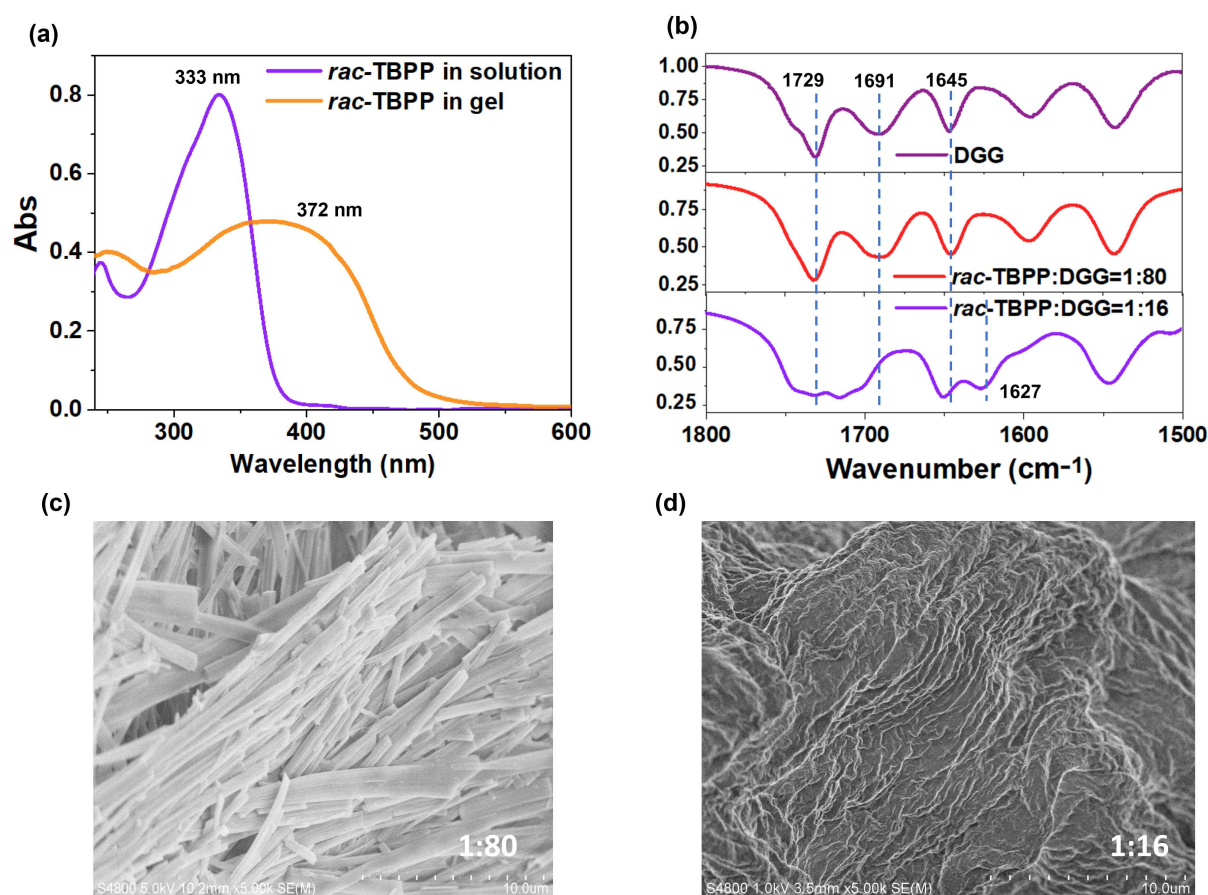 (a)
333 nm
rac-TBPP in solution
rac-TBPP in gel
372 nm
0.8
0.6
0.4
0.2
0.0
Abs
300
400
500
600
Wavelength (nm)
(b)
1.00
0.75
0.50
0.25
1729
1691
1645
DGG
0.75
0.50
0.25
rac-TBPP:DGG=1:80
rac-TBPP:DGG=1:16
0.75
0.50
0.25
1627
1800
1700
1600
1500
Wavenumber (cm⁻¹)
(c)
1:80
S4800 5.0kV 10.2mm x5.00k SE(M)
10.0um
(d)
1:16
S4800 1.0kV 3.5mm x5.00k SE(M)
10.0um